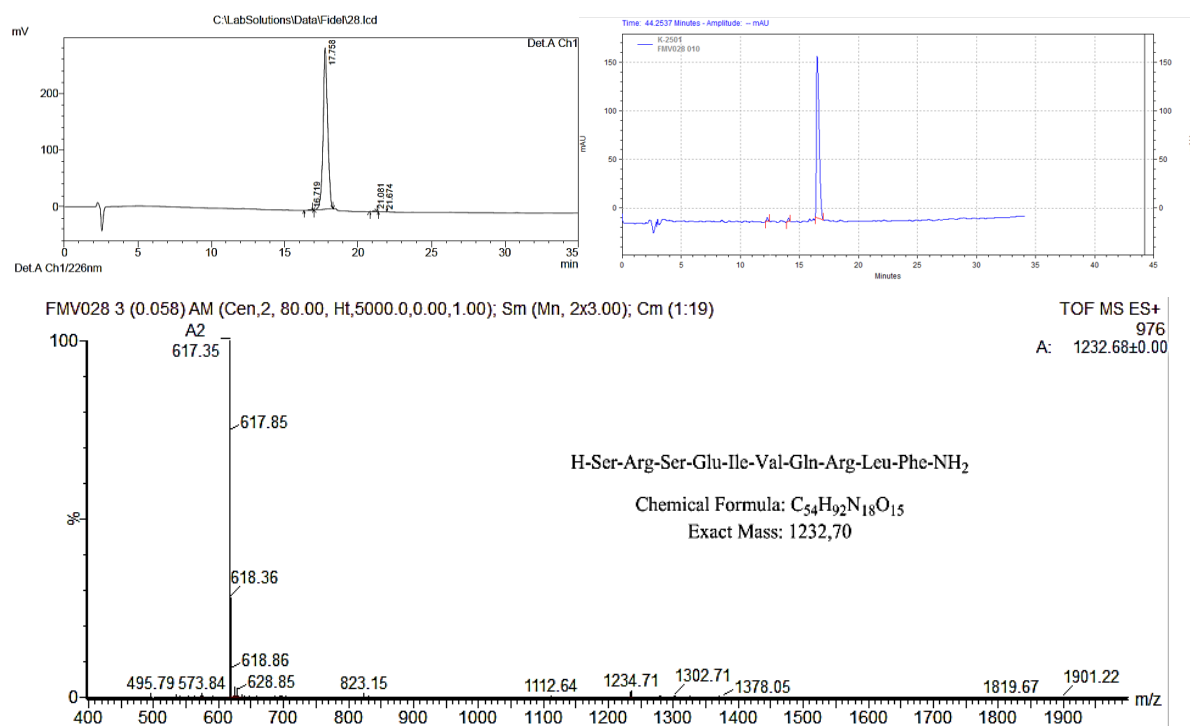 C:\LabSolutions\Data\Fidel\28.lcd
mV
Det.A Ch1
17.758
16.719
21.081
21.674
200
100
0
0 5 10 15 20 25 30 35
min
Det.A Ch1/226nm
Time: 44.2537 Minutes - Amplitude: -- mAU
K-2501
FMV028 010
150 150
100 100
50 50
0 0
mAU
mAU
0 5 10 15 20 25 30 35 40 45
Minutes
FMV028 3 (0.058) AM (Cen,2, 80.00, Ht,5000.0,0.00,1.00); Sm (Mn, 2x3.00); Cm (1:19)
TOF MS ES+
976
A: 1232.68±0.00
100
A2
617.35
617.85
H-Ser-Arg-Ser-Glu-Ile-Val-Gln-Arg-Leu-Phe-NH2
Chemical Formula: C54H92N18O15
Exact Mass: 1232,70
%
618.36
618.86
495.79 573.84 628.85 823.15 1112.64 1234.71 1302.71 1378.05 1819.67 1901.22
0
400 500 600 700 800 900 1000 1100 1200 1300 1400 1500 1600 1700 1800 1900
m/z